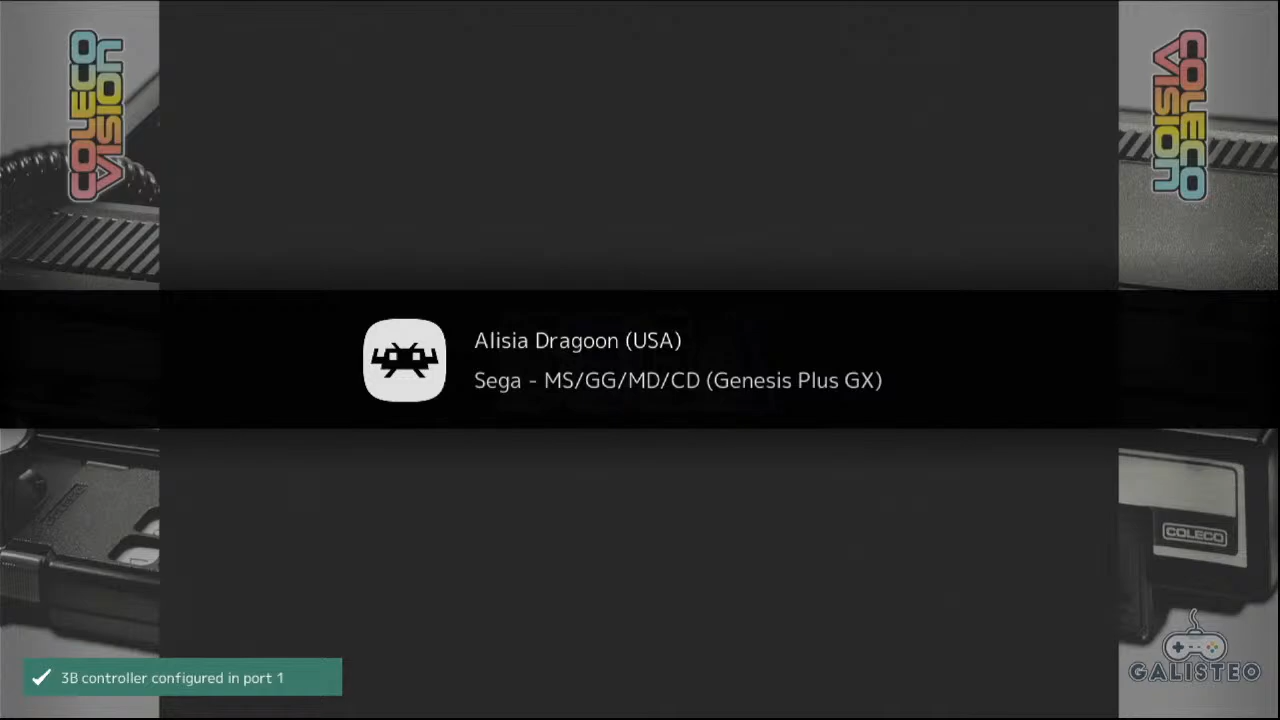 COLECO
VISION
COLECO
VISION
Alisia Dragoon (USA)
Sega - MS/GG/MD/CD (Genesis Plus GX)
COLECO
COLECO
GALISTEO
3B controller configured in port 1